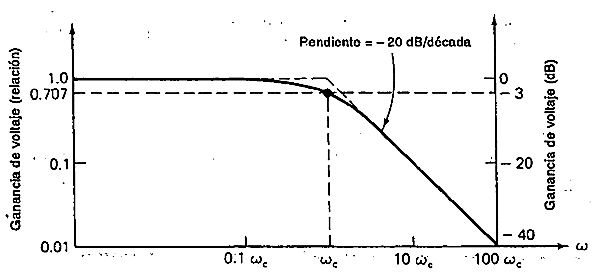 Pendiente = - 20 dB/década
Ganancia de voltaje (relación)
1.0
0.707
0.1
0.01
0
- 3
- 20
- 40
Ganancia de voltaje (dB)
0.1 ωc
ωc
10 ωc
100 ωc
ω